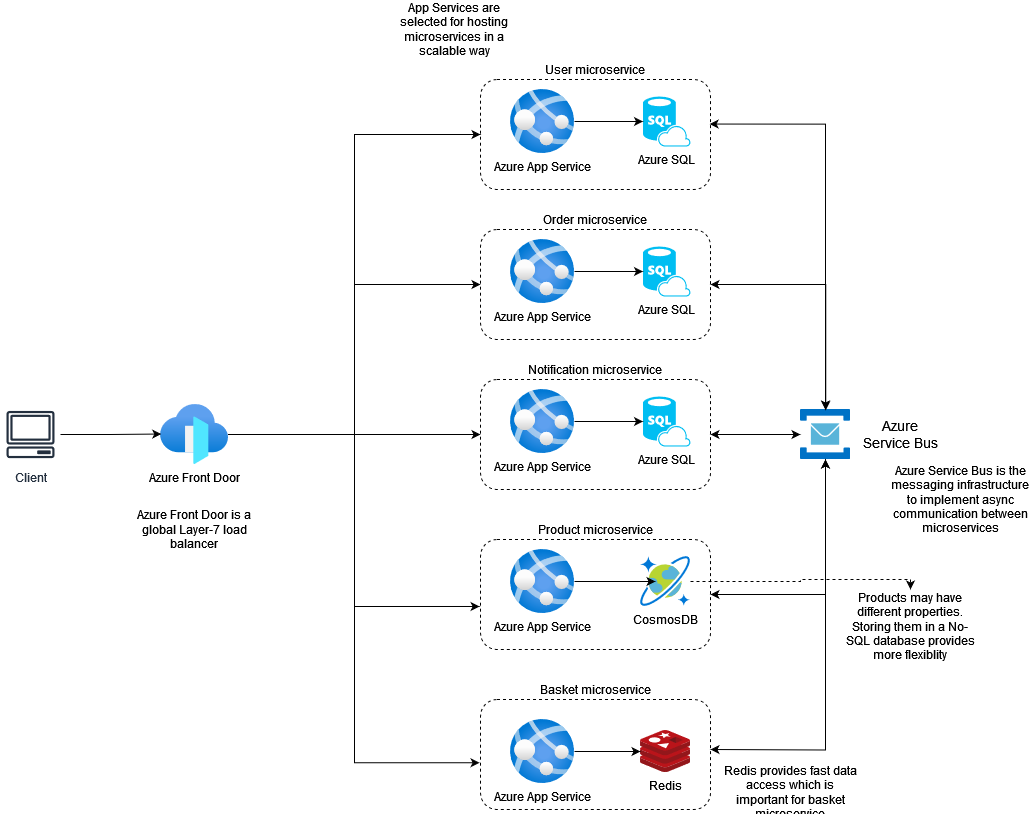 App Services are
selected for hosting
microservices in a
scalable way
User microservice
SQL
Azure App Service
Azure SQL
Order microservice
SQL
Azure App Service
Azure SQL
Notification microservice
SQL
Azure App Service
Azure SQL
Client
Azure Front Door
Azure Front Door is a
global Layer-7 load
balancer
Azure
Service Bus
Azure Service Bus is the
messaging infrastructure
to implement async
communication between
microservices
Product microservice
Azure App Service
CosmosDB
Products may have
different properties.
Storing them in a No-
SQL database provides
more flexiblity
Basket microservice
Azure App Service
Redis
Redis provides fast data
access which is
important for basket
microservice